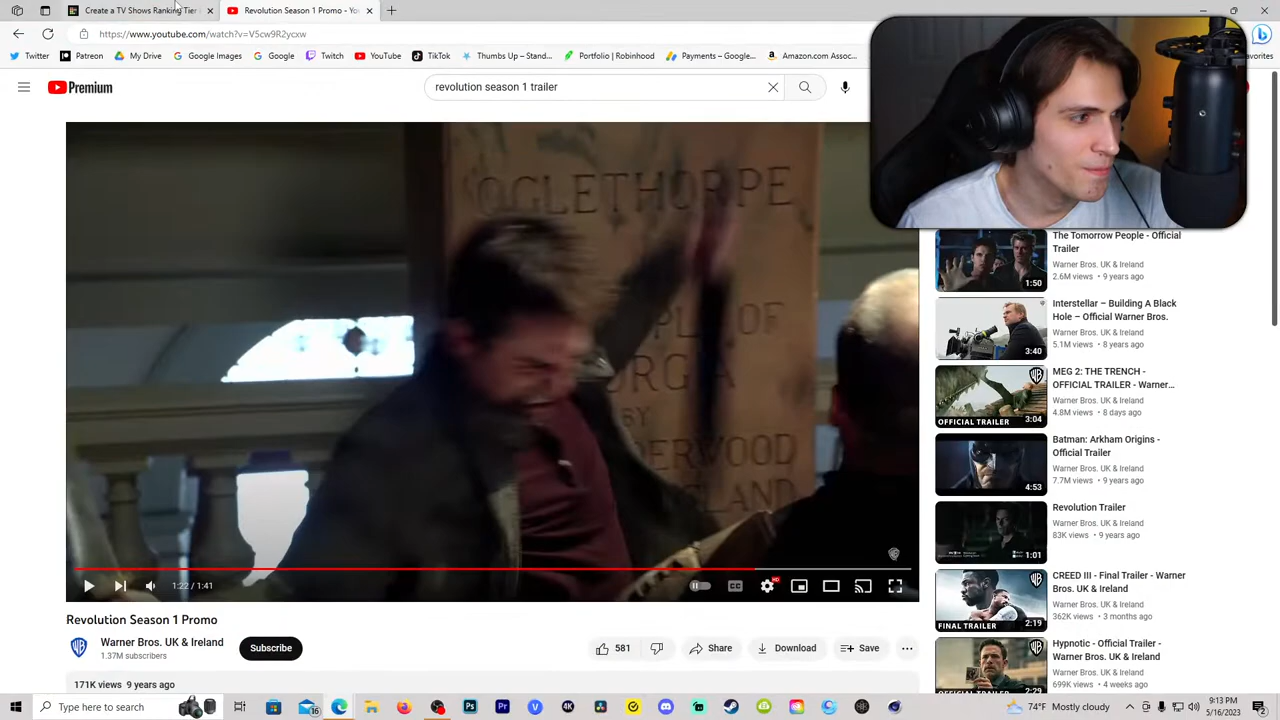 Create a TV Shows Ranking Tier
Revolution Season 1 Promo - Yo
https://www.youtube.com/watch?v=V5cw9R2ycxw
Twitter
Patreon
My Drive
Google Images
Google
Twitch
YouTube
TikTok
Thumbs Up – Stand...
Portfolio | Robinhood
Payments – Google...
Amazon.com Assoc...
Favorites
Premium
revolution season 1 trailer
OGLETHORPE
OF
1:22 / 1:41
CC
HD
Revolution Season 1 Promo
Warner Bros. UK & Ireland
1.37M subscribers
Subscribe
581
Share
Download
Save
171K views 9 years ago
The Tomorrow People - Official
Trailer
Warner Bros. UK & Ireland
2.6M views • 9 years ago
1:50
Interstellar – Building A Black
Hole – Official Warner Bros.
Warner Bros. UK & Ireland
5.1M views • 8 years ago
3:40
MEG 2: THE TRENCH -
OFFICIAL TRAILER - Warner...
Warner Bros. UK & Ireland
4.8M views • 8 days ago
OFFICIAL TRAILER
3:04
Batman: Arkham Origins -
Official Trailer
Warner Bros. UK & Ireland
7.7M views • 9 years ago
4:53
Revolution Trailer
Warner Bros. UK & Ireland
83K views • 9 years ago
1:01
CREED III - Final Trailer - Warner
Bros. UK & Ireland
Warner Bros. UK & Ireland
362K views • 3 months ago
FINAL TRAILER
2:19
Hypnotic - Official Trailer -
Warner Bros. UK & Ireland
Warner Bros. UK & Ireland
699K views • 4 weeks ago
2:29
Type here to search
16
74°F Mostly cloudy
9:13 PM
5/16/2023
2